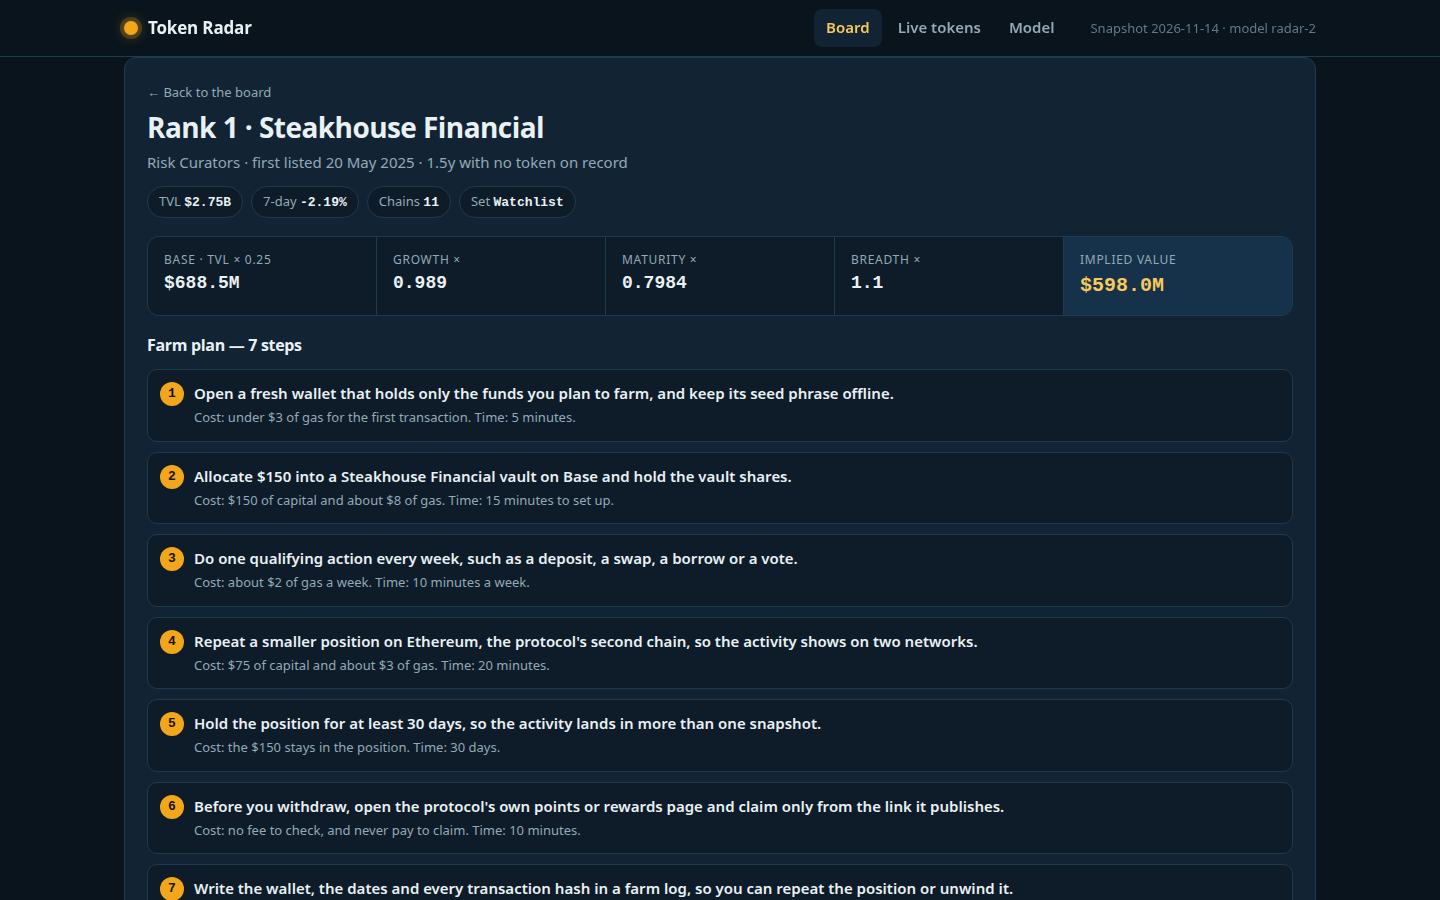 Token Radar
Board
Live tokens
Model
Snapshot 2026-11-14 · model radar-2
← Back to the board
Rank 1 · Steakhouse Financial
Risk Curators · first listed 20 May 2025 · 1.5y with no token on record
TVL $2.75B
7-day -2.19%
Chains 11
Set Watchlist
BASE · TVL × 0.25
$688.5M
GROWTH ×
0.989
MATURITY ×
0.7984
BREADTH ×
1.1
IMPLIED VALUE
$598.0M
Farm plan — 7 steps
1
Open a fresh wallet that holds only the funds you plan to farm, and keep its seed phrase offline.
Cost: under $3 of gas for the first transaction. Time: 5 minutes.
2
Allocate $150 into a Steakhouse Financial vault on Base and hold the vault shares.
Cost: $150 of capital and about $8 of gas. Time: 15 minutes to set up.
3
Do one qualifying action every week, such as a deposit, a swap, a borrow or a vote.
Cost: about $2 of gas a week. Time: 10 minutes a week.
4
Repeat a smaller position on Ethereum, the protocol's second chain, so the activity shows on two networks.
Cost: $75 of capital and about $3 of gas. Time: 20 minutes.
5
Hold the position for at least 30 days, so the activity lands in more than one snapshot.
Cost: the $150 stays in the position. Time: 30 days.
6
Before you withdraw, open the protocol's own points or rewards page and claim only from the link it publishes.
Cost: no fee to check, and never pay to claim. Time: 10 minutes.
7
Write the wallet, the dates and every transaction hash in a farm log, so you can repeat the position or unwind it.